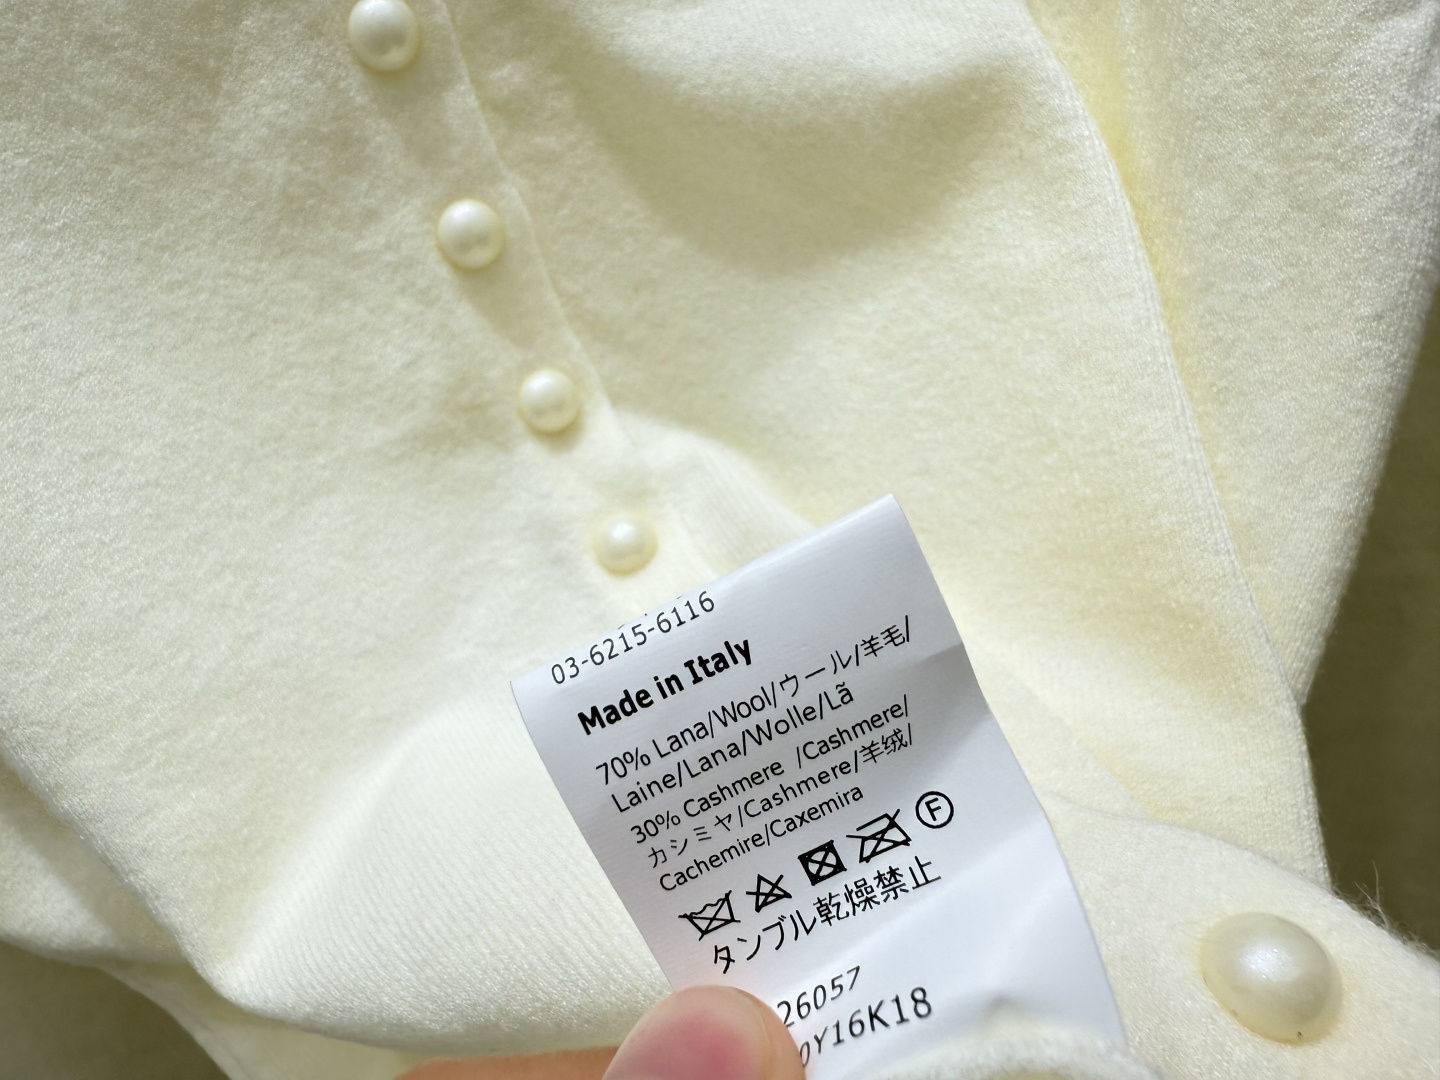 03-6215-6116
Made in Italy
70% Lana/Wool/ウール/羊毛/
Laine/Lana/Wolle/Lã
30% Cashmere /Cashmere/
カシミヤ/Cashmere/羊绒/
Cachemire/Caxemira
F
タンブル乾燥禁止
26057
0Y16K18